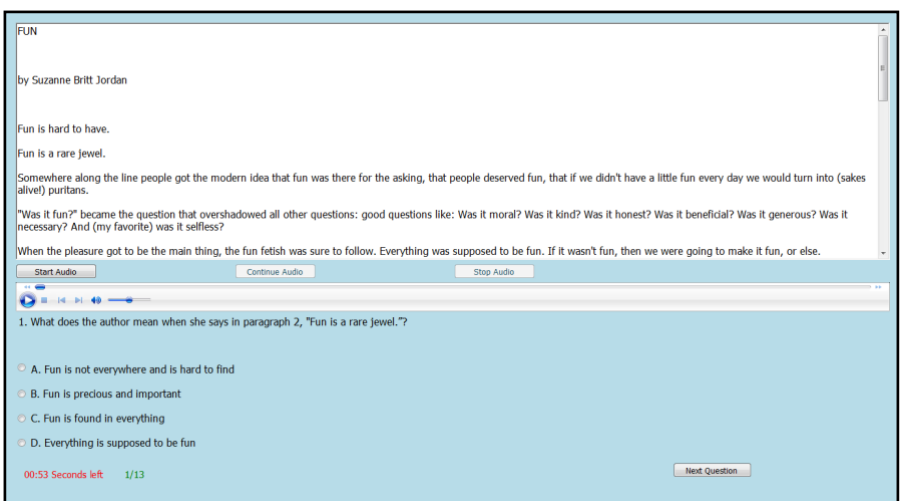 FUN
by Suzanne Britt Jordan
Fun is hard to have.
Fun is a rare jewel.
Somewhere along the line people got the modern idea that fun was there for the asking, that people deserved fun, that if we didn't have a little fun every day we would turn into (sakes
alive!) puritans.
"Was it fun?" became the question that overshadowed all other questions: good questions like: Was it moral? Was it kind? Was it honest? Was it beneficial? Was it generous? Was it
necessary? And (my favorite) was it selfless?
When the pleasure got to be the main thing, the fun fetish was sure to follow. Everything was supposed to be fun. If it wasn't fun, then we were going to make it fun, or else.
Start Audio Continue Audio Stop Audio
1. What does the author mean when she says in paragraph 2, "Fun is a rare jewel."?
A. Fun is not everywhere and is hard to find
B. Fun is precious and important
C. Fun is found in everything
D. Everything is supposed to be fun
00:53 Seconds left 1/13 Next Question